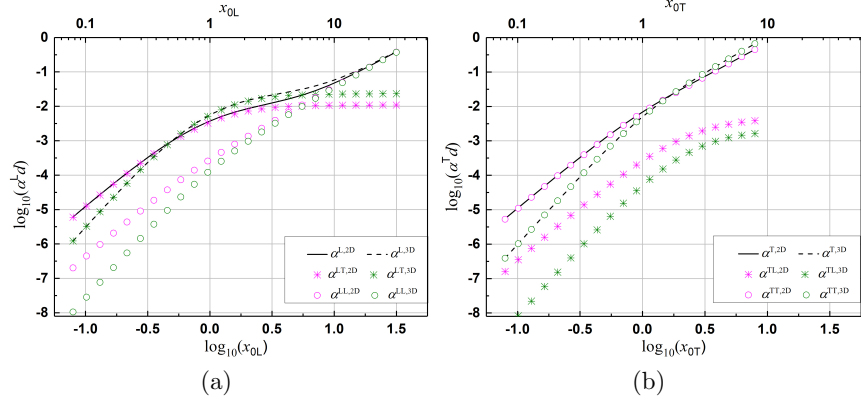 x0L
0.1 1 10
0
-1
-2
-3
-4
-5
-6
-7
-8
log10(αLd)
αL,2D αL,3D
αLT,2D αLT,3D
αLL,2D αLL,3D
-1.0 -0.5 0.0 0.5 1.0 1.5
log10(x0L)
(a)
x0T
0.1 1 10
0
-1
-2
-3
-4
-5
-6
-7
-8
log10(αTd)
αT,2D αT,3D
αTL,2D αTL,3D
αTT,2D αTT,3D
-1.0 -0.5 0.0 0.5 1.0 1.5
log10(x0T)
(b)